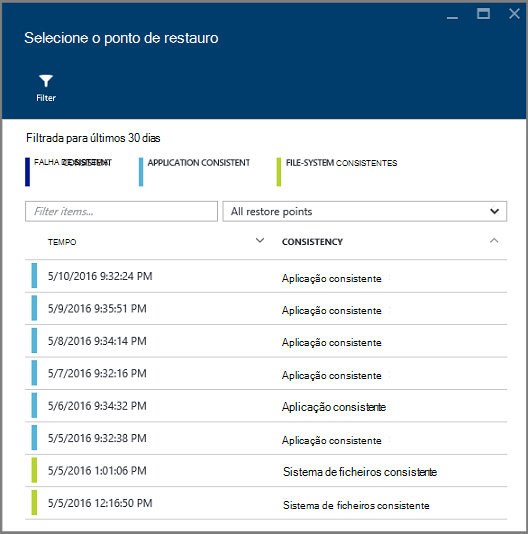 Selecione o ponto de restauro
Filter
Filtrada para últimos 30 dias
FALHA CONSISTENT APPLICATION CONSISTENT FILE-SYSTEM CONSISTENTES
Filter items... All restore points
TEMPO CONSISTENCY
5/10/2016 9:32:24 PM Aplicação consistente
5/9/2016 9:35:51 PM Aplicação consistente
5/8/2016 9:34:14 PM Aplicação consistente
5/7/2016 9:32:16 PM Aplicação consistente
5/6/2016 9:34:32 PM Aplicação consistente
5/5/2016 9:32:38 PM Aplicação consistente
5/5/2016 1:01:06 PM Sistema de ficheiros consistente
5/5/2016 12:16:50 PM Sistema de ficheiros consistente